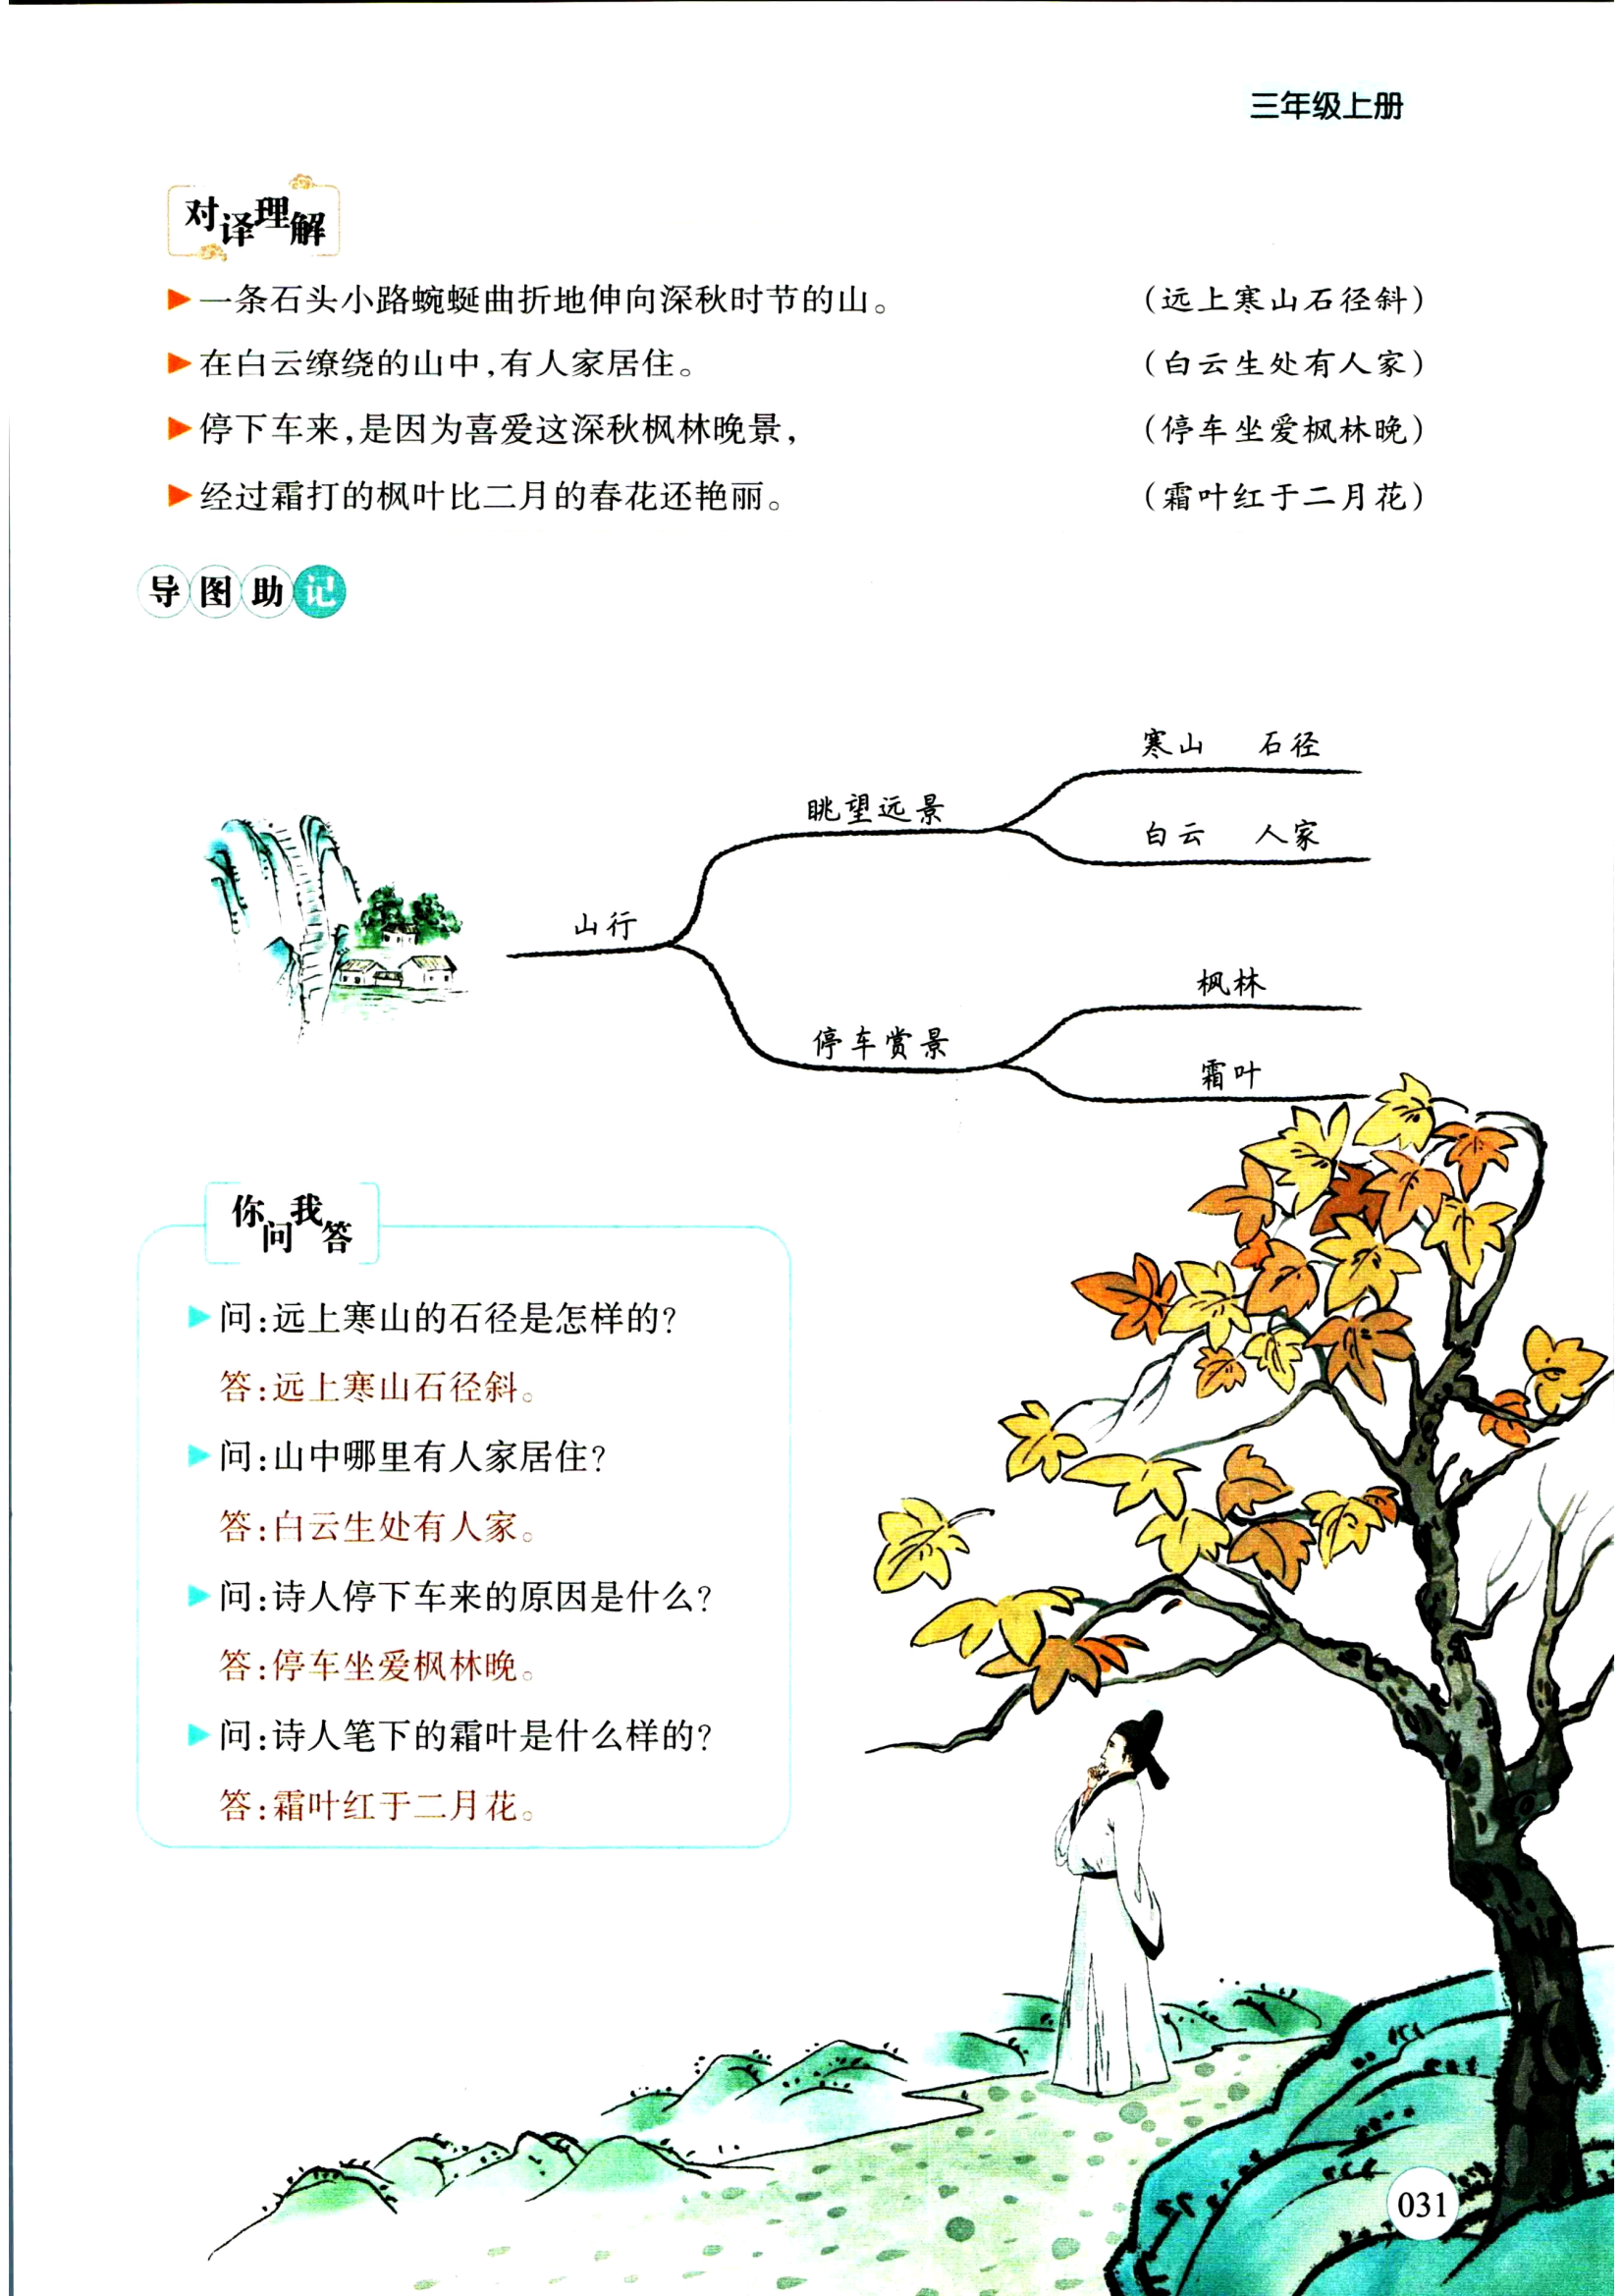 三年级上册
对译理解
一条石头小路蜿蜒曲折地伸向深秋时节的山。 (远上寒山石径斜)
在白云缭绕的山中,有人家居住。 (白云生处有人家)
停下车来,是因为喜爱这深秋枫林晚景, (停车坐爱枫林晚)
经过霜打的枫叶比二月的春花还艳丽。 (霜叶红于二月花)
导图助记
寒山 石径
眺望远景
白云 人家
山行
枫林
停车赏景
霜叶
你问我答
问:远上寒山的石径是怎样的?
答:远上寒山石径斜。
问:山中哪里有人家居住?
答:白云生处有人家。
问:诗人停下车来的原因是什么?
答:停车坐爱枫林晚。
问:诗人笔下的霜叶是什么样的?
答:霜叶红于二月花。
031